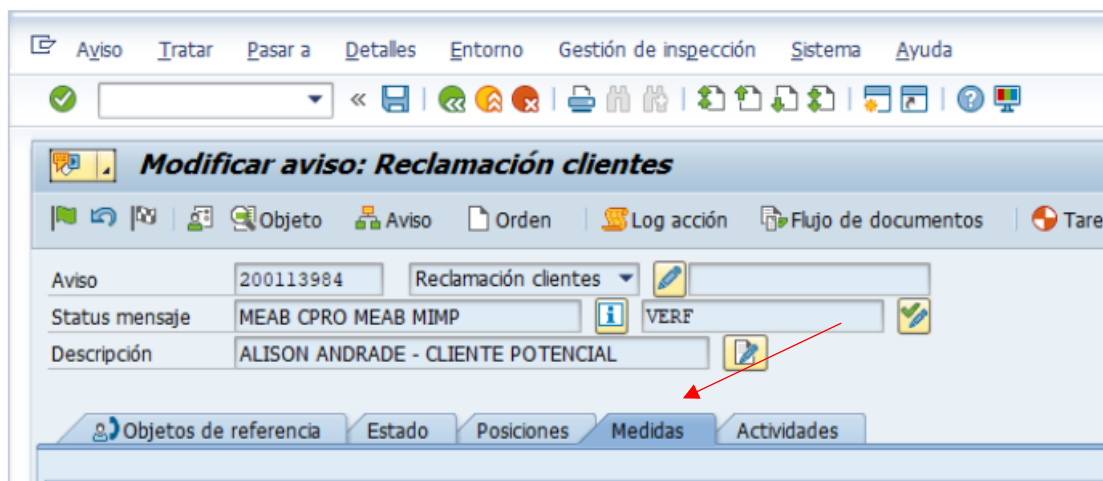 Aviso Tratar Pasar a Detalles Entorno Gestión de inspección Sistema Ayuda
Modificar aviso: Reclamación clientes
Objeto Aviso Orden Log acción Flujo de documentos Tare
Aviso 200113984 Reclamación clientes
Status mensaje MEAB CPRO MEAB MIMP VERF
Descripción ALISON ANDRADE - CLIENTE POTENCIAL
Objetos de referencia Estado Posiciones Medidas Actividades